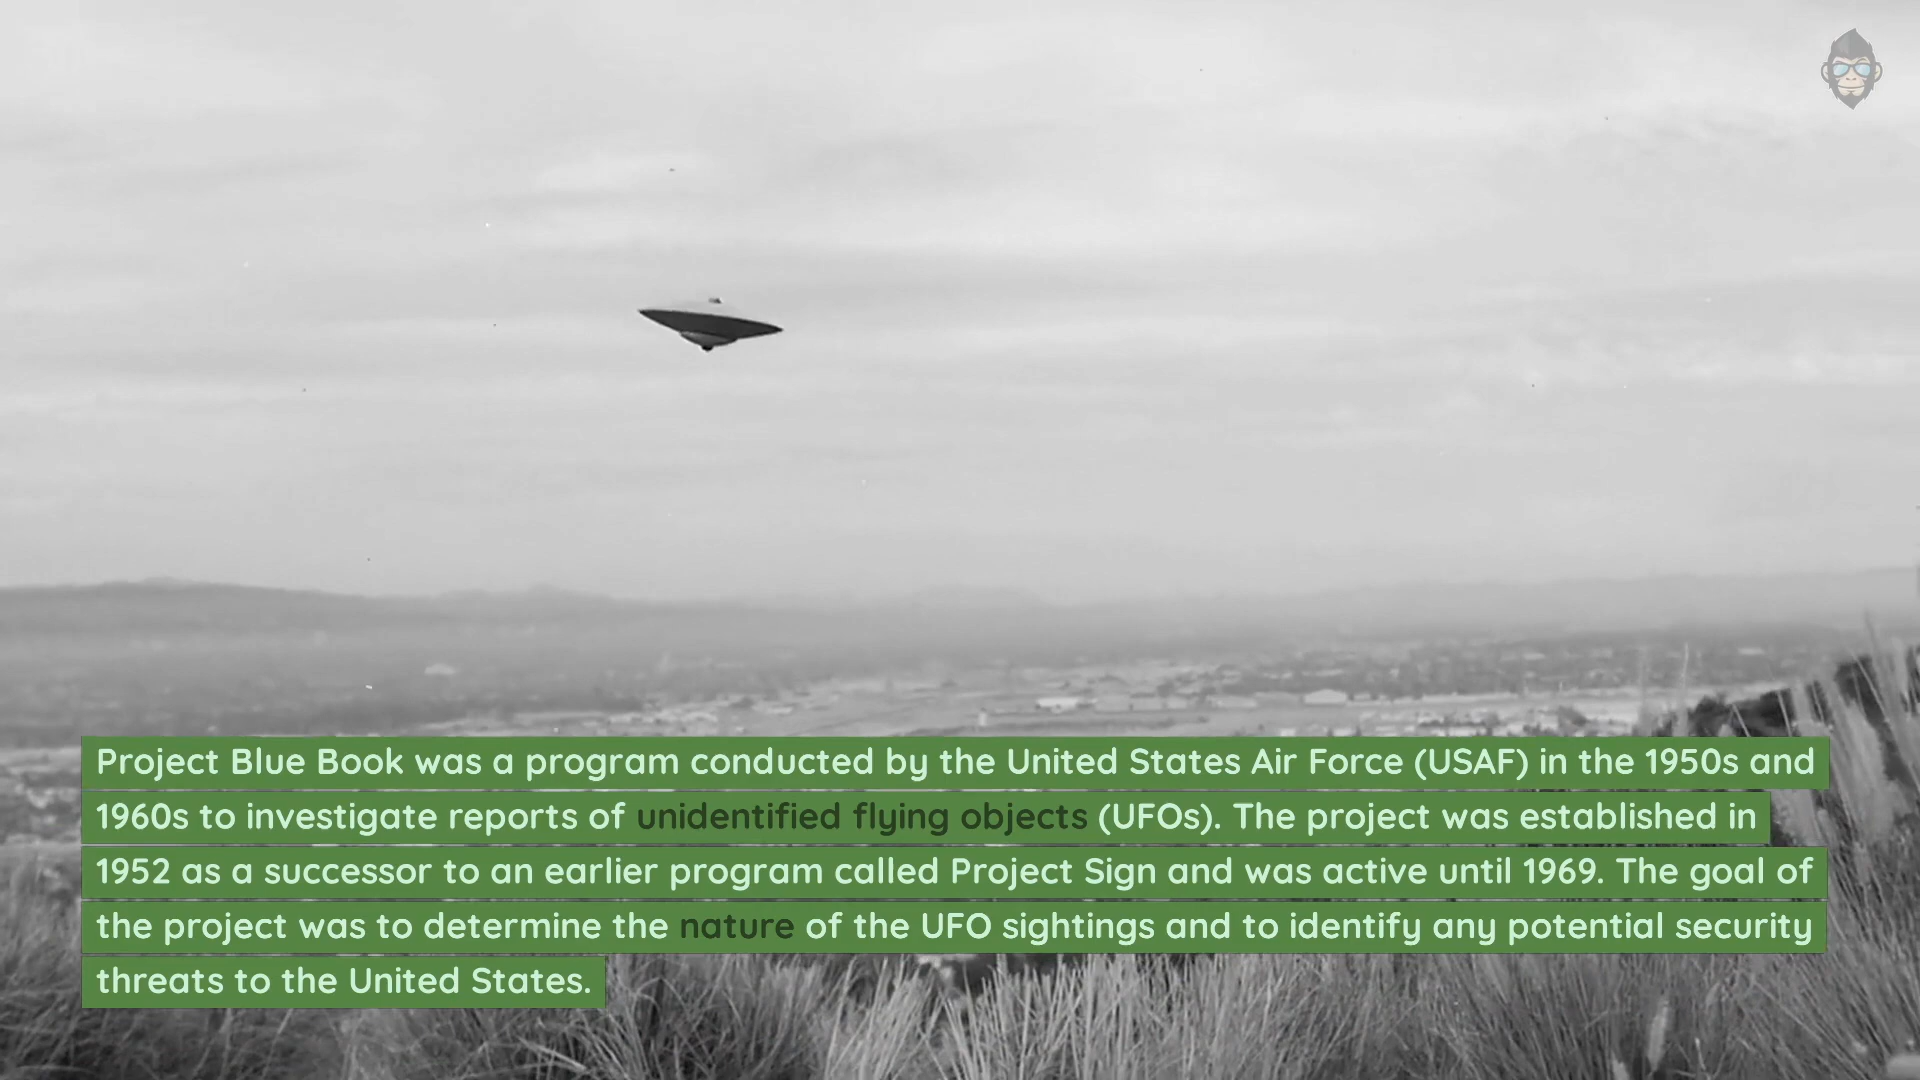 Project Blue Book was a program conducted by the United States Air Force (USAF) in the 1950s and
1960s to investigate reports of unidentified flying objects (UFOs). The project was established in
1952 as a successor to an earlier program called Project Sign and was active until 1969. The goal of
the project was to determine the nature of the UFO sightings and to identify any potential security
threats to the United States.